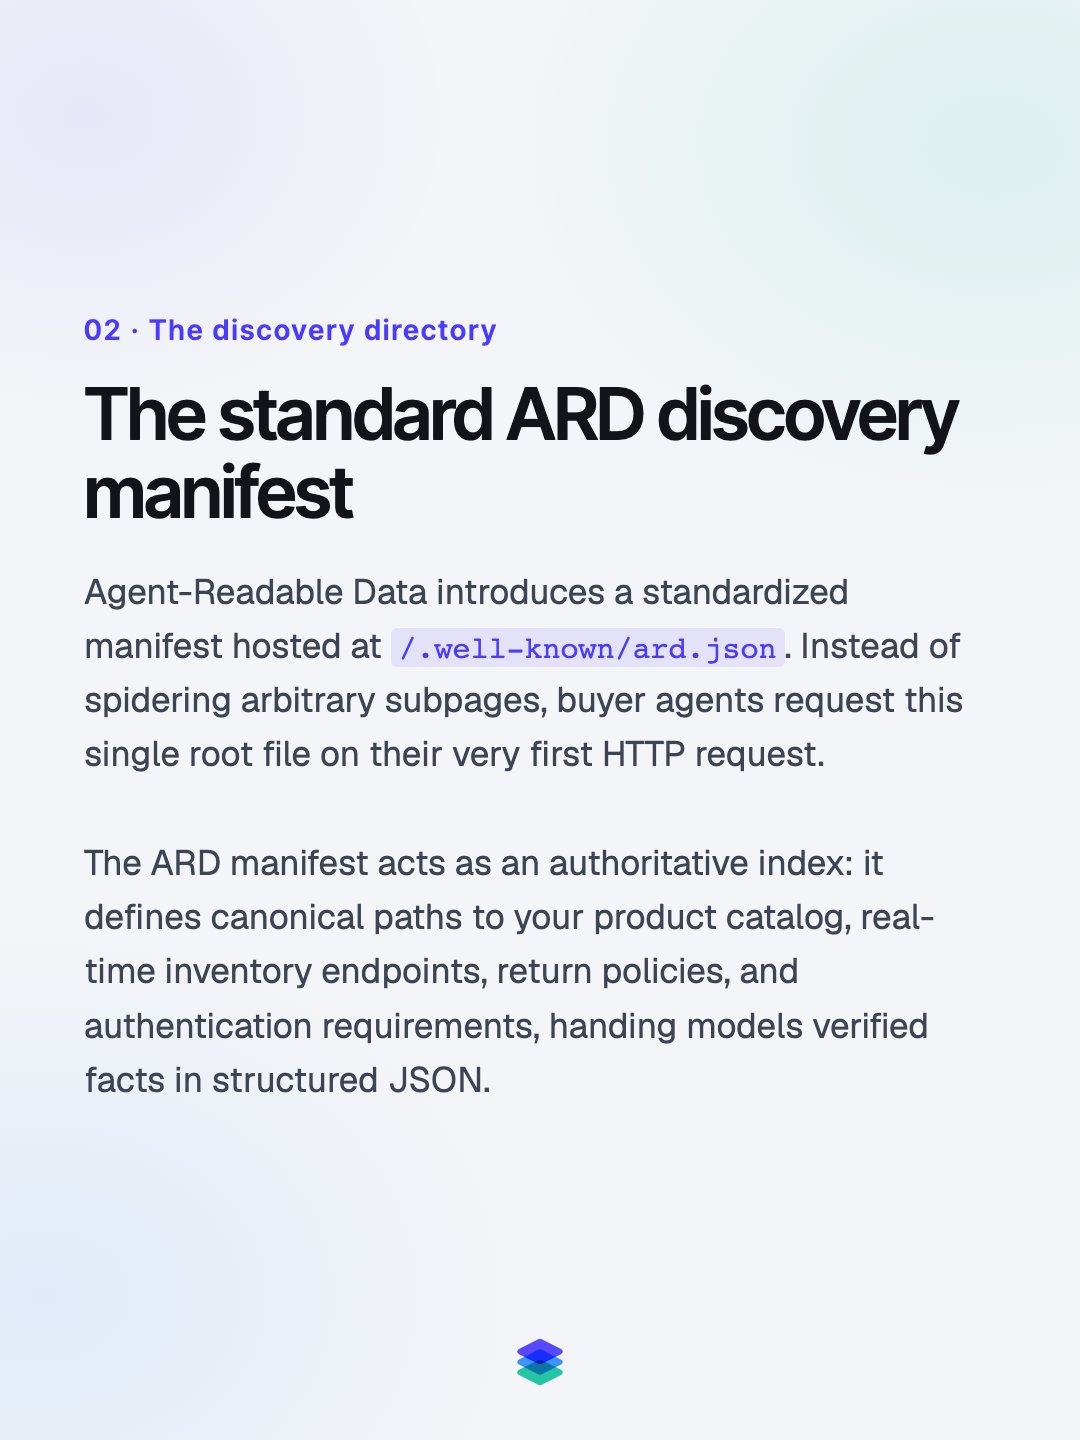 02 · The discovery directory
The standard ARD discovery
manifest
Agent-Readable Data introduces a standardized
manifest hosted at /.well-known/ard.json. Instead of
spidering arbitrary subpages, buyer agents request this
single root file on their very first HTTP request.
The ARD manifest acts as an authoritative index: it
defines canonical paths to your product catalog, real-
time inventory endpoints, return policies, and
authentication requirements, handing models verified
facts in structured JSON.